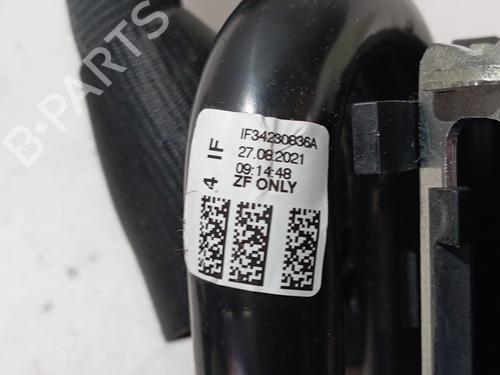 IF34230836A
27.08.2021
09:14:48
ZF ONLY
4 IF
B-PARTS